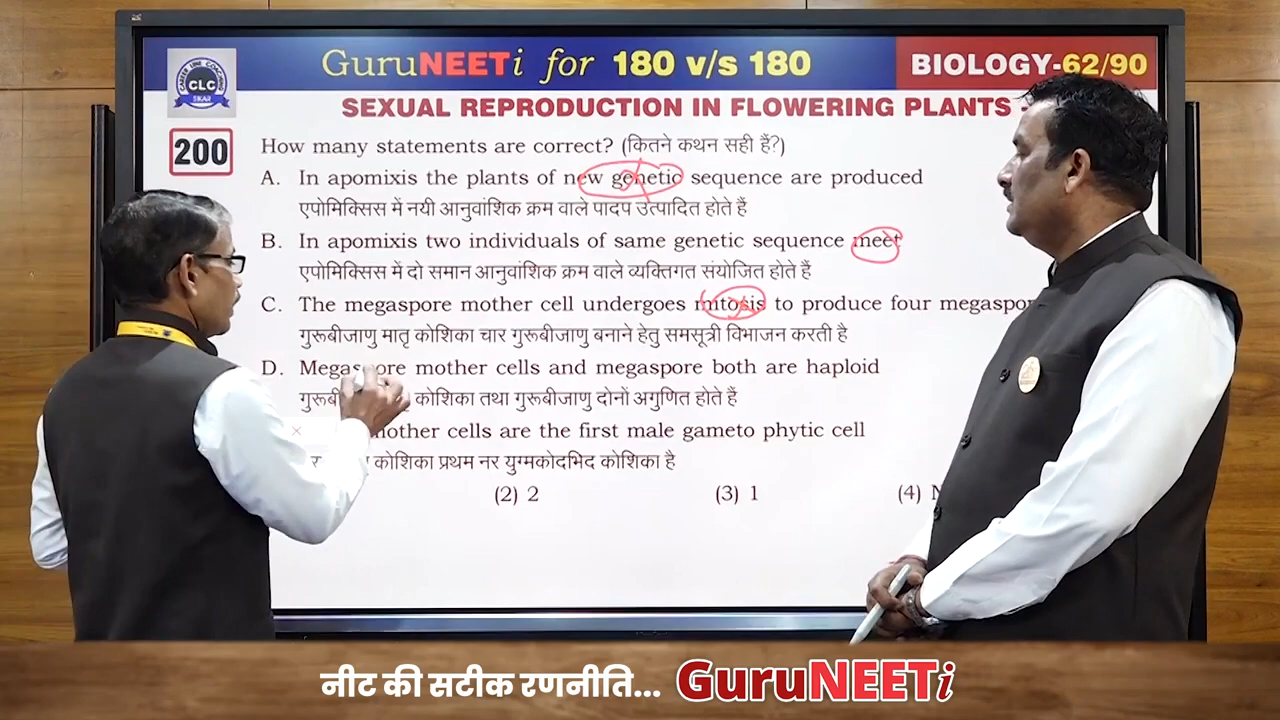 GuruNEETi for 180 v/s 180
BIOLOGY-62/90
CAREER LINE COACHING
CLC
SIKAR
SEXUAL REPRODUCTION IN FLOWERING PLANTS
200
How many statements are correct? (कितने कथन सही हैं?)
A. In apomixis the plants of new genetic sequence are produced
एपोमिक्सिस में नयी आनुवांशिक क्रम वाले पादप उत्पादित होते हैं
B. In apomixis two individuals of same genetic sequence meet
एपोमिक्सिस में दो समान आनुवांशिक क्रम वाले व्यक्तिगत संयोजित होते हैं
C. The megaspore mother cell undergoes mitosis to produce four
गुरूबीजाणु मातृ कोशिका चार गुरूबीजाणु बनाने हेतु समसूत्री विभाजन करती है
D. Megaspore mother cells and megaspore both are haploid
कोशिका तथा गुरूबीजाणु दोनों अगुणित होते हैं
mother cells are the first male gameto phytic cell
कोशिका प्रथम नर युग्मकोदभिद कोशिका है
(2) 2
(3) 1
(4)
नीट की सटीक रणनीति... GuruNEETi